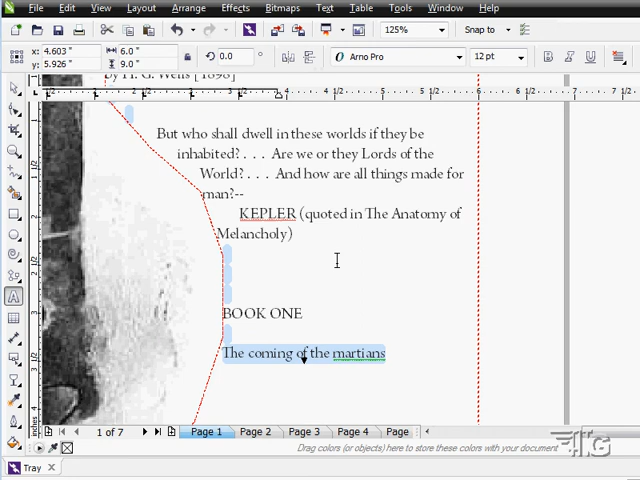 File View Layout Arrange Effects Bitmaps Text Table Tools Window Help
125% Snap to
x: 4.603 " 6.0 " 0.0 Arno Pro 12 pt
y: 5.926 " 9.0 "
by H. G. Wells [1898]
But who shall dwell in these worlds if they be
inhabited? . . . Are we or they Lords of the
World? . . . And how are all things made for
man?--
KEPLER (quoted in The Anatomy of
Melancholy)
BOOK ONE
The coming of the martians
1 of 7 Page 1 Page 2 Page 3 Page 4 Page
Drag colors (or objects) here to store these colors with your document
Tray